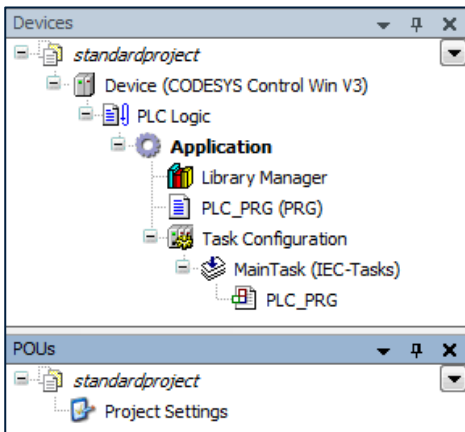 Devices
standardproject
Device (CODESYS Control Win V3)
PLC Logic
Application
Library Manager
PLC_PRG (PRG)
Task Configuration
MainTask (IEC-Tasks)
PLC_PRG
POUs
standardproject
Project Settings